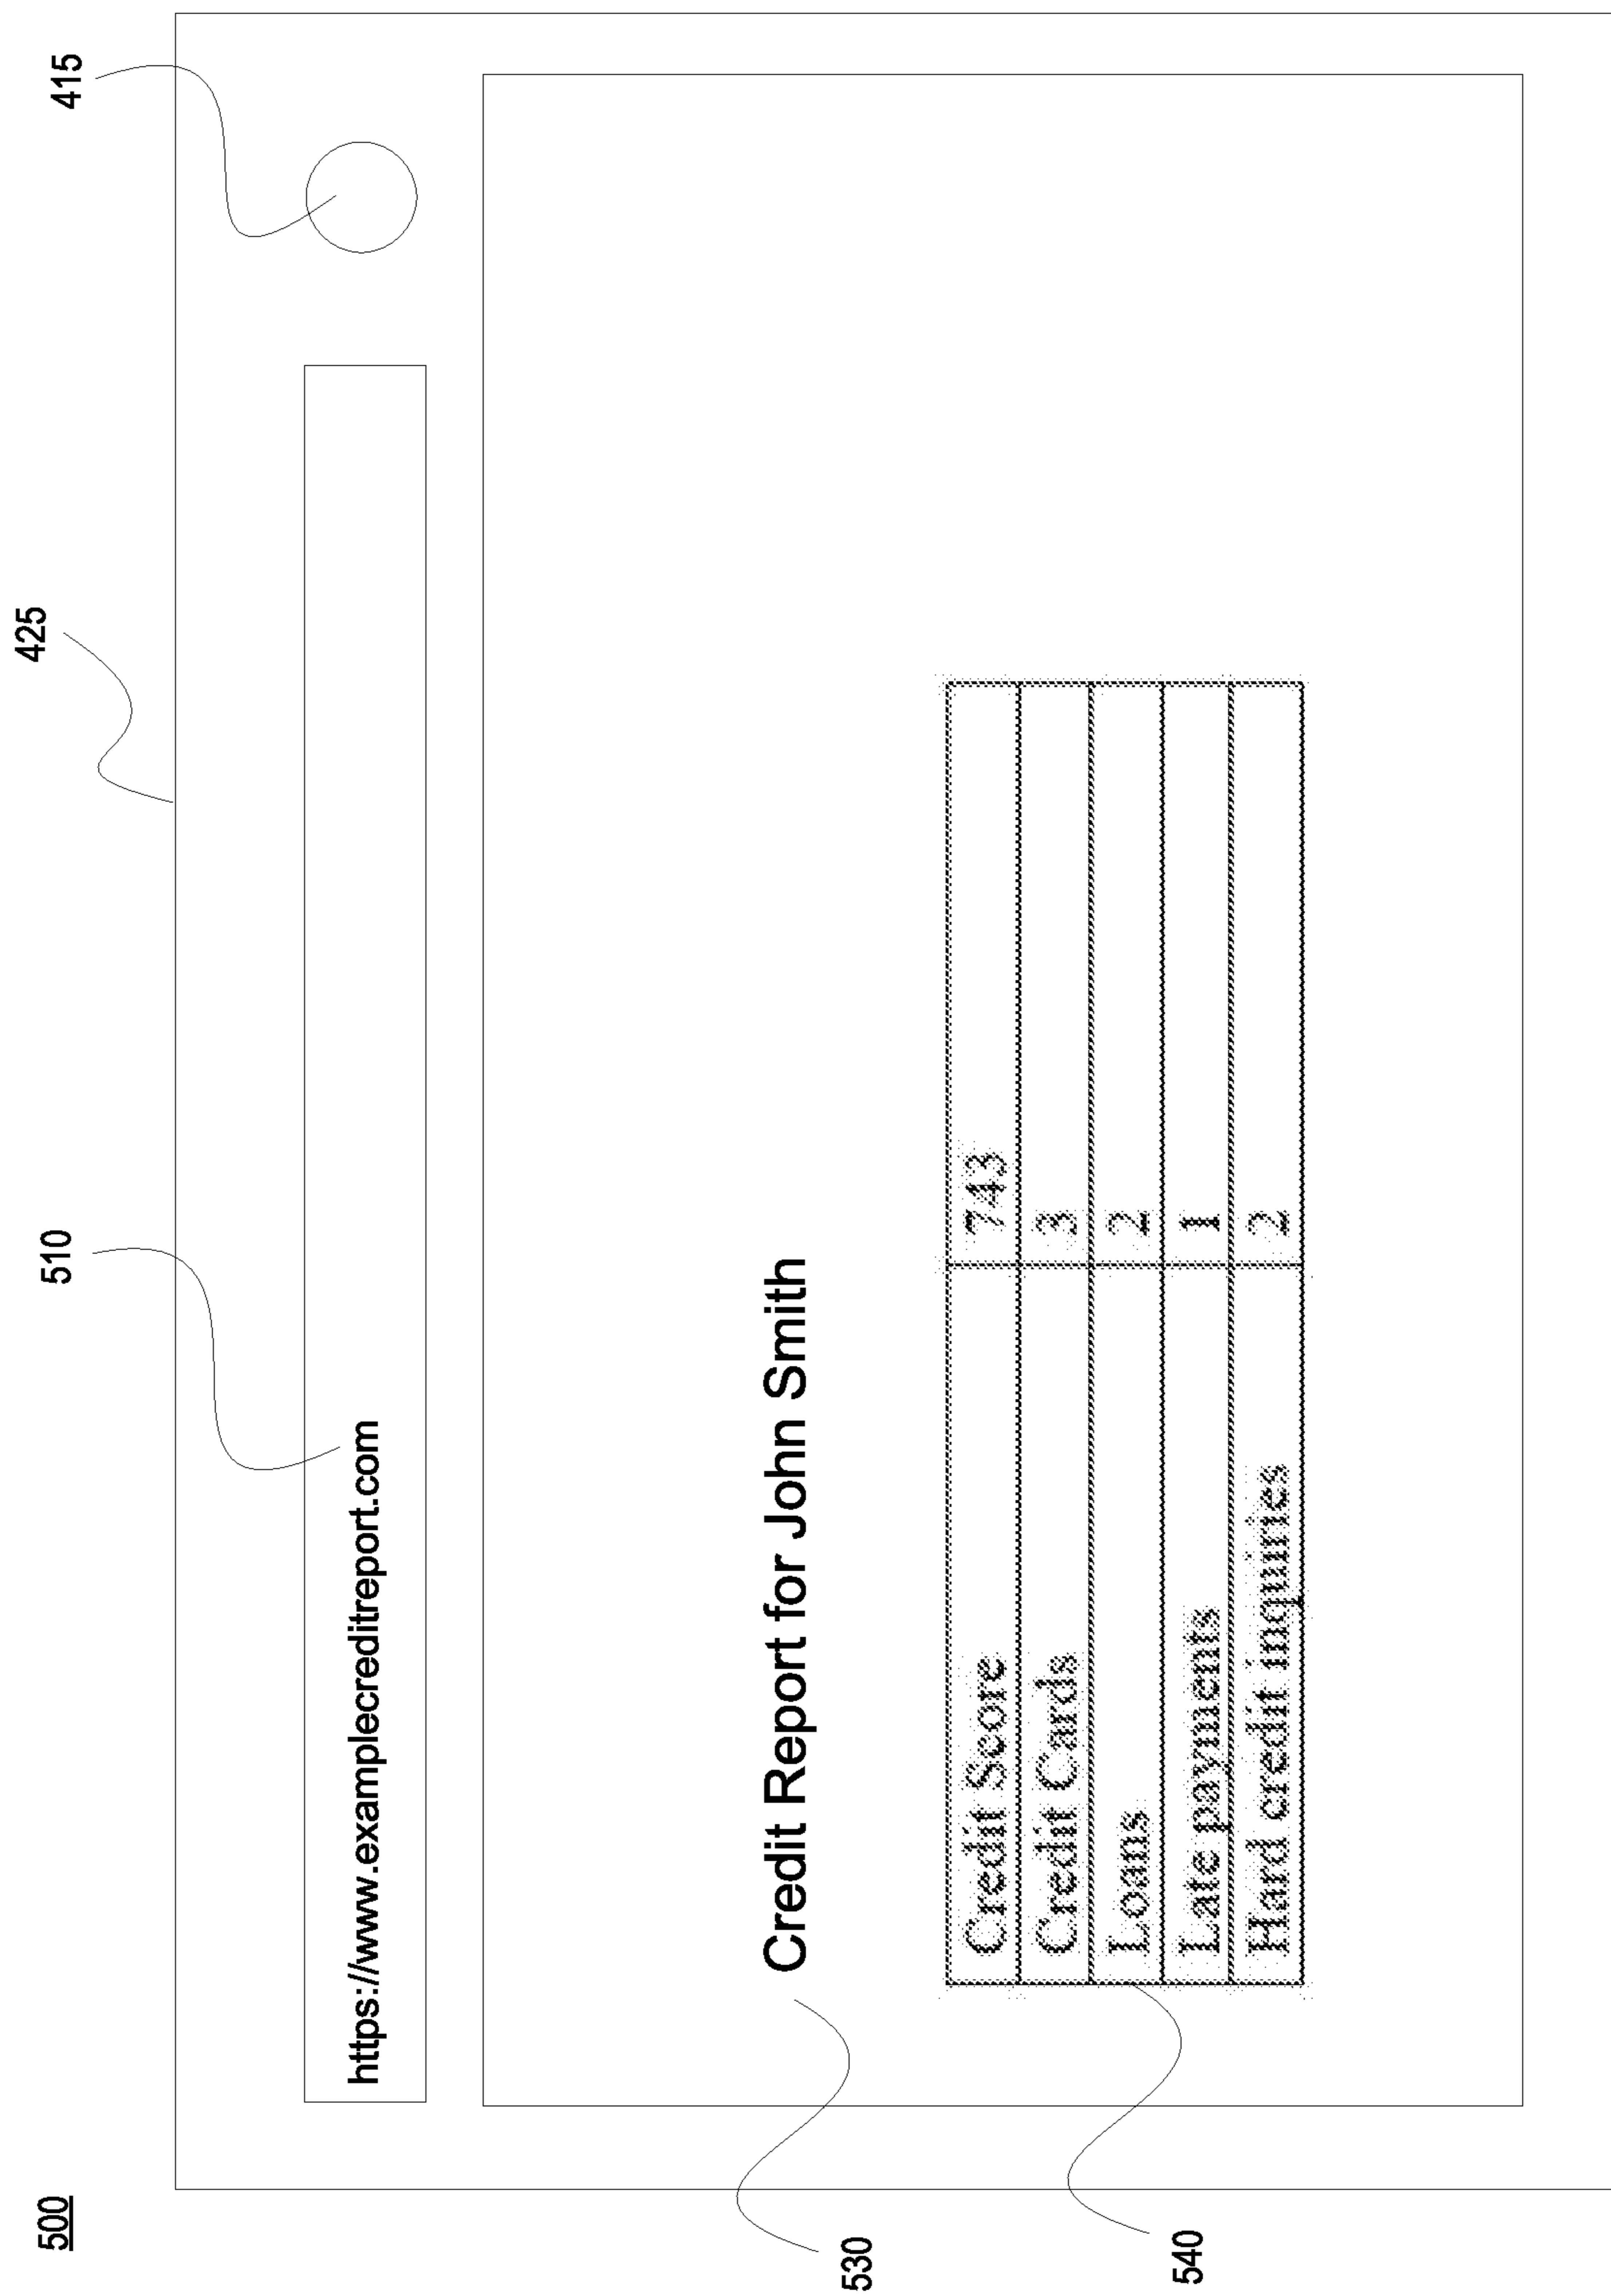 500
425
415
510
https://www.examplecreditreport.com
530
Credit Report for John Smith
540
Credit Score 743
Credit Cards 3
Loans 2
Late payments 1
Hard credit inquiries 2